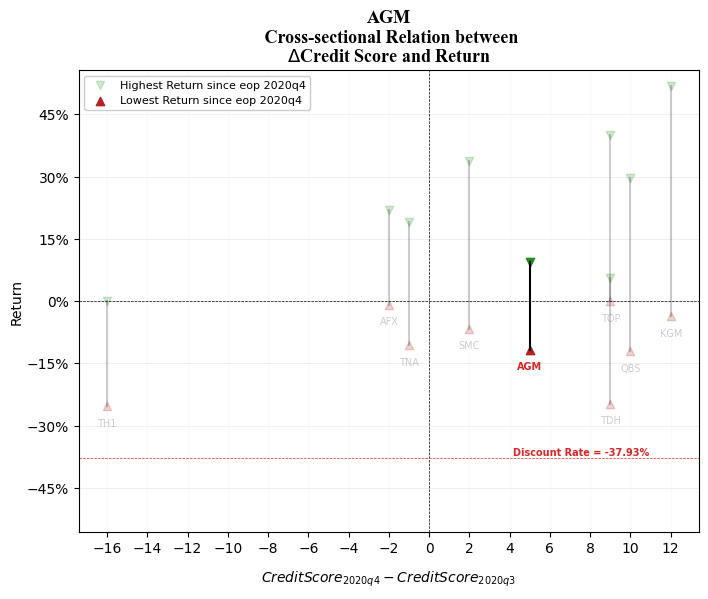 AGM
Cross-sectional Relation between
ΔCredit Score and Return
Highest Return since eop 2020q4
Lowest Return since eop 2020q4
Return
45%
30%
15%
0%
−15%
−30%
−45%
TH1
AFX
TNA
SMC
AGM
TOP
TDH
QBS
KGM
Discount Rate = -37.93%
−16 −14 −12 −10 −8 −6 −4 −2 0 2 4 6 8 10 12
CreditScore2020q4 − CreditScore2020q3